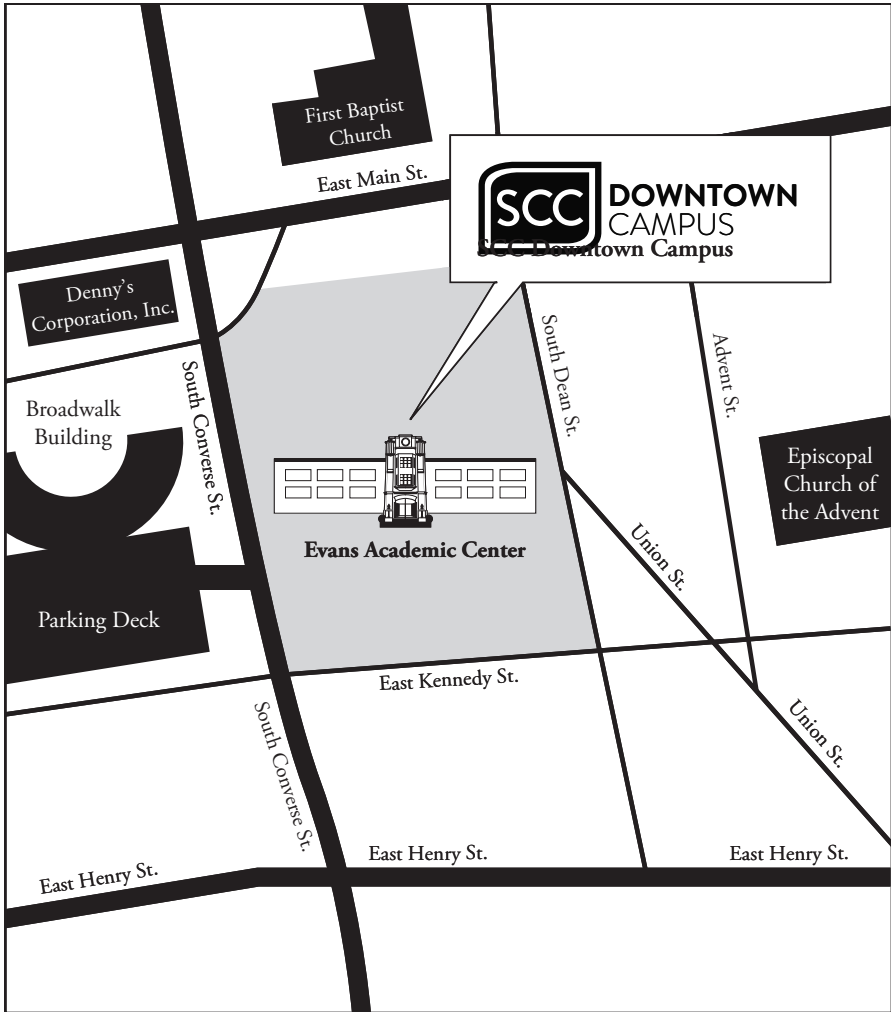 First Baptist
Church
East Main St.
SCC
DOWNTOWN
CAMPUS
SCC Downtown Campus
Denny's
Corporation, Inc.
South Converse St.
South Dean St.
Advent St.
Broadwalk
Building
Episcopal
Church of
the Advent
Evans Academic Center
Union St.
Parking Deck
East Kennedy St.
South Converse St.
Union St.
East Henry St.
East Henry St.
East Henry St.